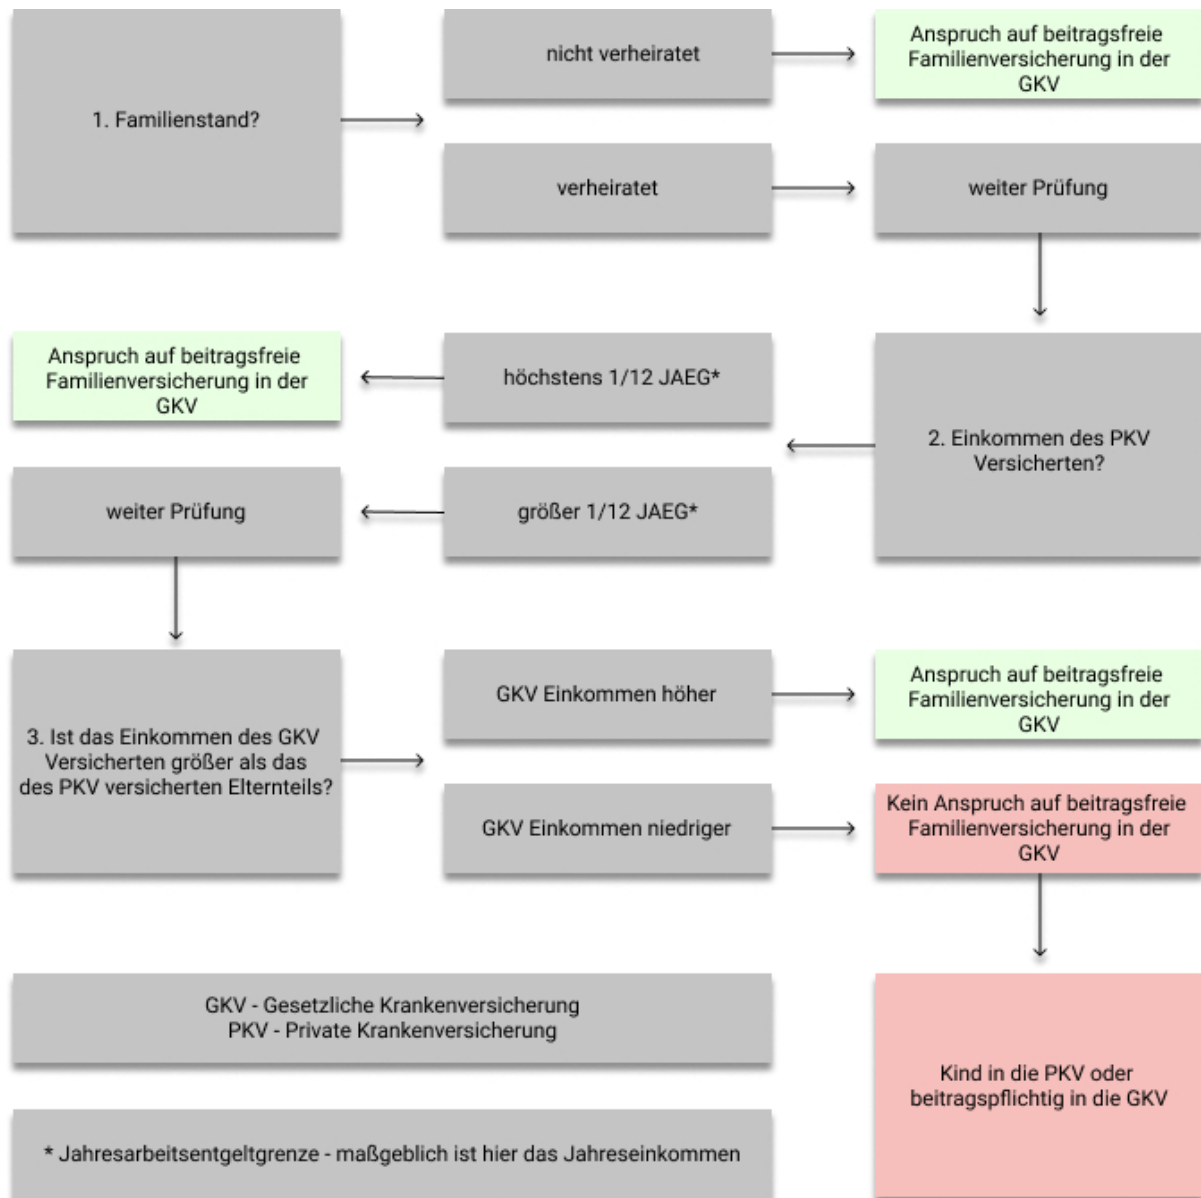 1. Familienstand?
nicht verheiratet
Anspruch auf beitragsfreie
Familienversicherung in der
GKV
verheiratet
weiter Prüfung
Anspruch auf beitragsfreie
Familienversicherung in der
GKV
höchstens 1/12 JAEG*
2. Einkommen des PKV
Versicherten?
weiter Prüfung
größer 1/12 JAEG*
3. Ist das Einkommen des GKV
Versicherten größer als das
des PKV versicherten Elternteils?
GKV Einkommen höher
Anspruch auf beitragsfreie
Familienversicherung in der
GKV
GKV Einkommen niedriger
Kein Anspruch auf beitragsfreie
Familienversicherung in der
GKV
GKV - Gesetzliche Krankenversicherung
PKV - Private Krankenversicherung
Kind in die PKV oder
beitragspflichtig in die GKV
* Jahresarbeitsentgeltgrenze - maßgeblich ist hier das Jahreseinkommen